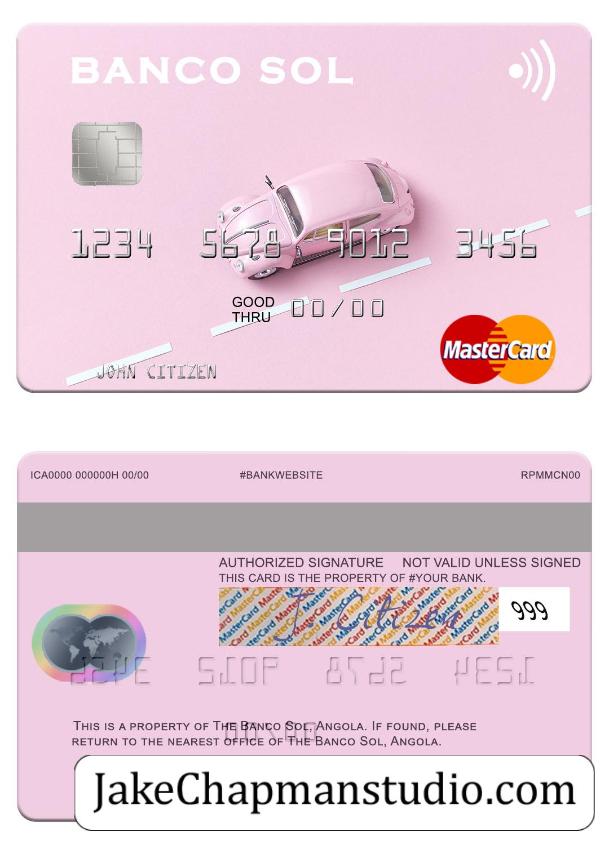 BANCO SOL
1234 5678 9012 3456
GOOD
THRU 00/00
JOHN CITIZEN
MasterCard
ICA0000 000000H 00/00 #BANKWEBSITE RPMMCN00
AUTHORIZED SIGNATURE NOT VALID UNLESS SIGNED
THIS CARD IS THE PROPERTY OF #YOUR BANK.
J. Citizen 999
THIS IS A PROPERTY OF THE BANCO SOL, ANGOLA. IF FOUND, PLEASE
RETURN TO THE NEAREST OFFICE OF THE BANCO SOL, ANGOLA.
JakeChapmanstudio.com